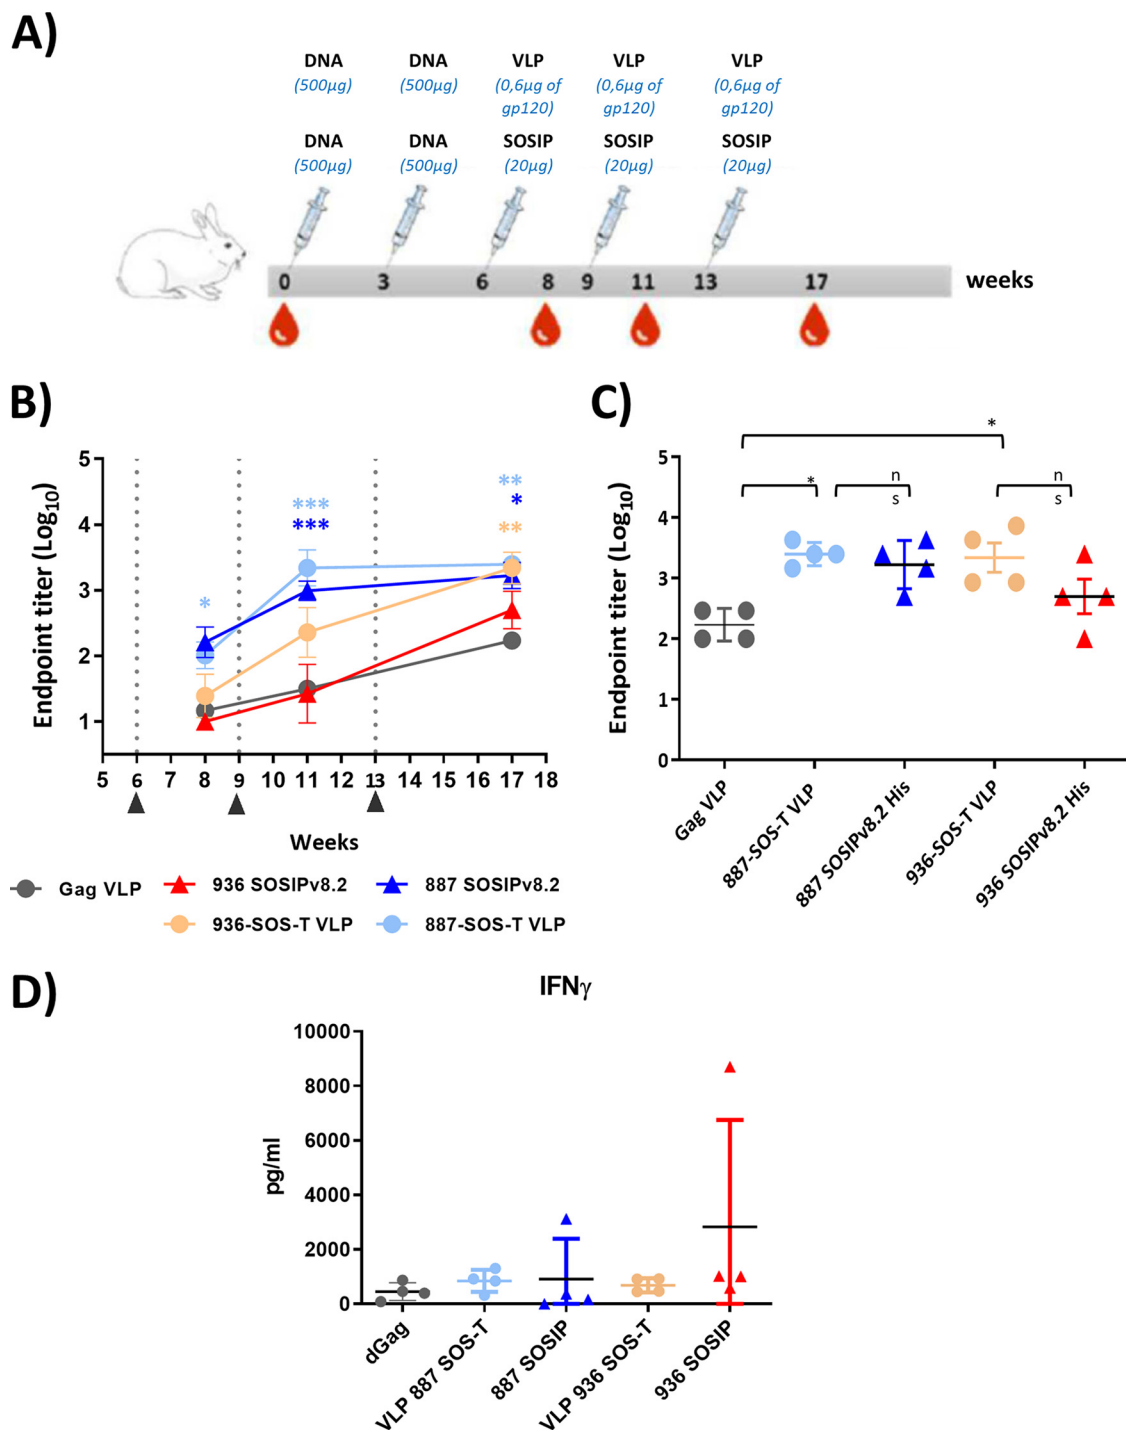 A)
DNA DNA VLP VLP VLP
(500µg) (500µg) (0,6µg of (0,6µg of (0,6µg of
gp120) gp120) gp120)
DNA DNA SOSIP SOSIP SOSIP
(500µg) (500µg) (20µg) (20µg) (20µg)
0 3 6 8 9 11 13 17 weeks
B)
Endpoint titer (Log10)
5
4
3
2
1
** 
***
*
***
**
*
5 6 7 8 9 10 11 12 13 14 15 16 17 18
Weeks
Gag VLP 936 SOSIPv8.2 887 SOSIPv8.2
936-SOS-T VLP 887-SOS-T VLP
C)
Endpoint titer (Log10)
*
* n n
s s
5
4
3
2
1
0
Gag VLP
887-SOS-T VLP
887 SOSIPv8.2 His
936-SOS-T VLP
936 SOSIPv8.2 His
D)
IFNγ
pg/ml
10000
8000
6000
4000
2000
0
dGag
VLP 887 SOS-T
887 SOSIP
VLP 936 SOS-T
936 SOSIP